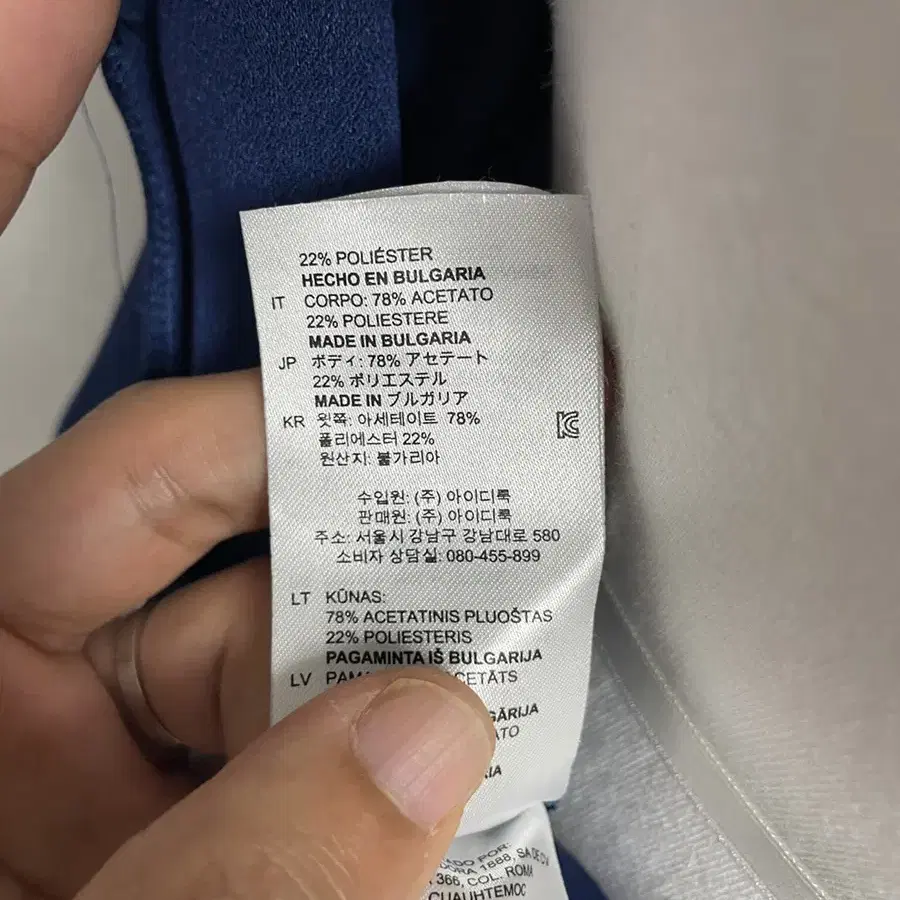 22% POLIÉSTER
HECHO EN BULGARIA
IT CORPO: 78% ACETATO
22% POLIESTERE
MADE IN BULGARIA
JP ボディ: 78% アセテート
22% ポリエステル
MADE IN ブルガリア
KR 윗쪽: 아세테이트 78%
폴리에스터 22%
원산지: 불가리아
수입원: (주) 아이디룩
판매원: (주) 아이디룩
주소: 서울시 강남구 강남대로 580
소비자 상담실: 080-455-899
LT KŪNAS:
78% ACETATINIS PLUOŠTAS
22% POLIESTERIS
PAGAMINTA IŠ BULGARIJA
LV
366, COL. ROMA
CUAUHTEMOC